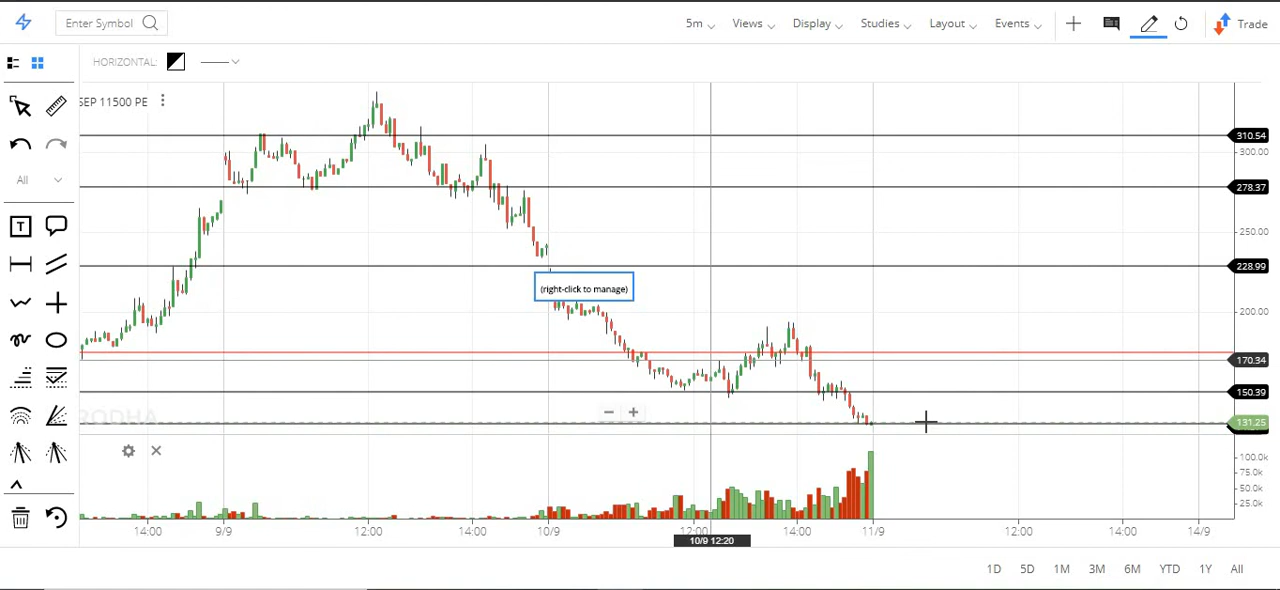 Enter Symbol 5m Views Display Studies Layout Events Trade
HORIZONTAL:
SEP 11500 PE
310.54
300.00
278.37
250.00
228.99
(right-click to manage)
200.00
170.34
150.39
131.25
All
T
RODHA
100.0k
75.0k
50.0k
25.0k
14:00 9/9 12:00 14:00 10/9 12:00 14:00 11/9 12:00 14:00 14/9
10/9 12:20
1D 5D 1M 3M 6M YTD 1Y All